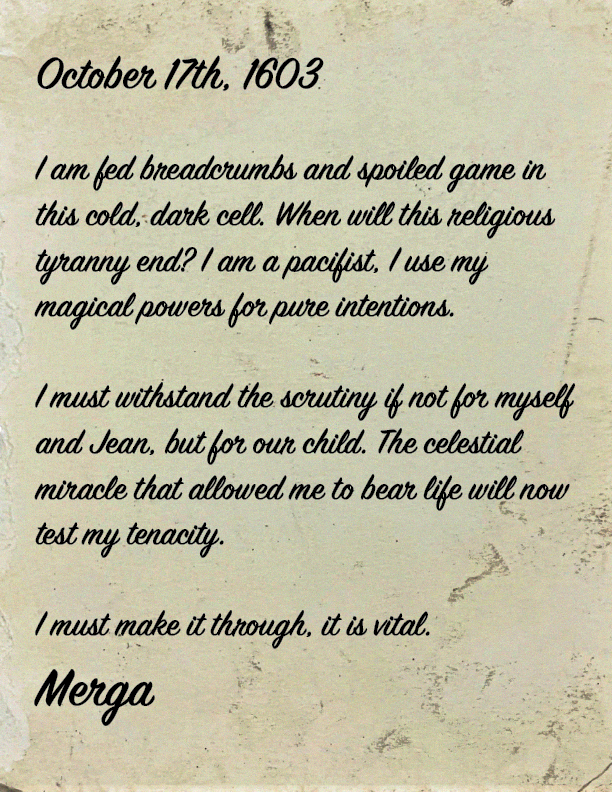 October 17th, 1603
I am fed breadcrumbs and spoiled game in
this cold, dark cell. When will this religious
tyranny end? I am a pacifist, I use my
magical powers for pure intentions.
I must withstand the scrutiny if not for myself
and Jean, but for our child. The celestial
miracle that allowed me to bear life will now
test my tenacity.
I must make it through, it is vital.
Merga